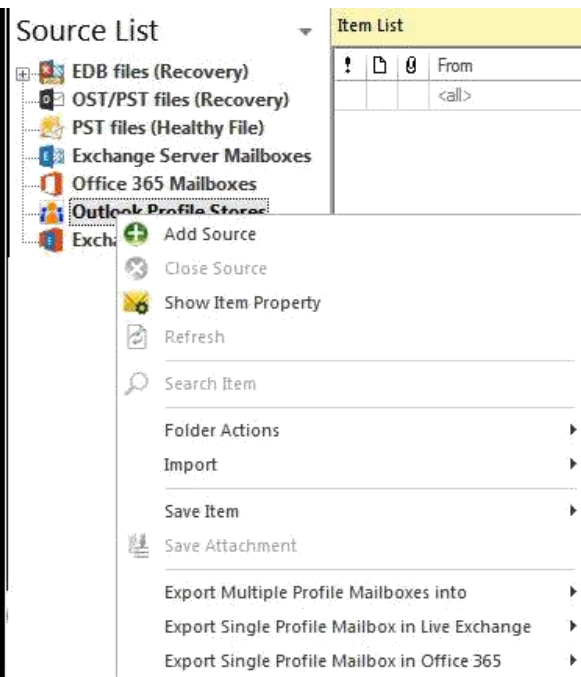 Source List
Item List
EDB files (Recovery)
OST/PST files (Recovery)
PST files (Healthy File)
Exchange Server Mailboxes
Office 365 Mailboxes
Outlook Profile Stores
Exch
! From
<all>
Add Source
Close Source
Show Item Property
Refresh
Search Item
Folder Actions
Import
Save Item
Save Attachment
Export Multiple Profile Mailboxes into
Export Single Profile Mailbox in Live Exchange
Export Single Profile Mailbox in Office 365